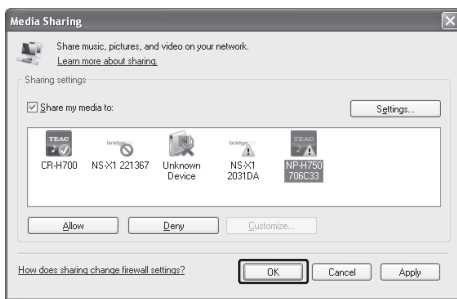 Media Sharing
Share music, pictures, and video on your network.
Learn more about sharing.
Sharing settings
Share my media to:
Settings...
TEAC
TEAC
CR-H700
NS-X1 221367
Unknown Device
NS-X1 2031DA
NP-H750 706C33
Allow
Deny
Customize...
How does sharing change firewall settings?
OK
Cancel
Apply